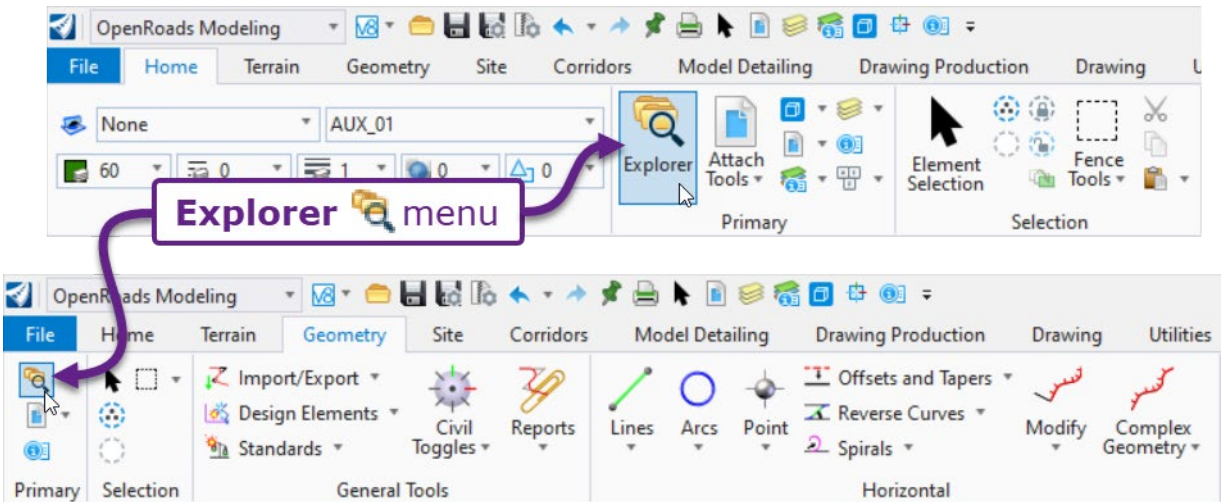 OpenRoads Modeling V8
File Home Terrain Geometry Site Corridors Model Detailing Drawing Production Drawing
None AUX_01
60 0 1 0 0
Explorer
Attach
Tools
Element
Selection
Fence
Tools
Primary Selection
Explorer menu
OpenRoads Modeling V8
File Home Terrain Geometry Site Corridors Model Detailing Drawing Production Drawing Utilities
Import/Export
Design Elements
Standards
Civil
Toggles
Reports
Lines Arcs Point
Offsets and Tapers
Reverse Curves
Spirals
Modify
Complex
Geometry
Primary Selection General Tools Horizontal